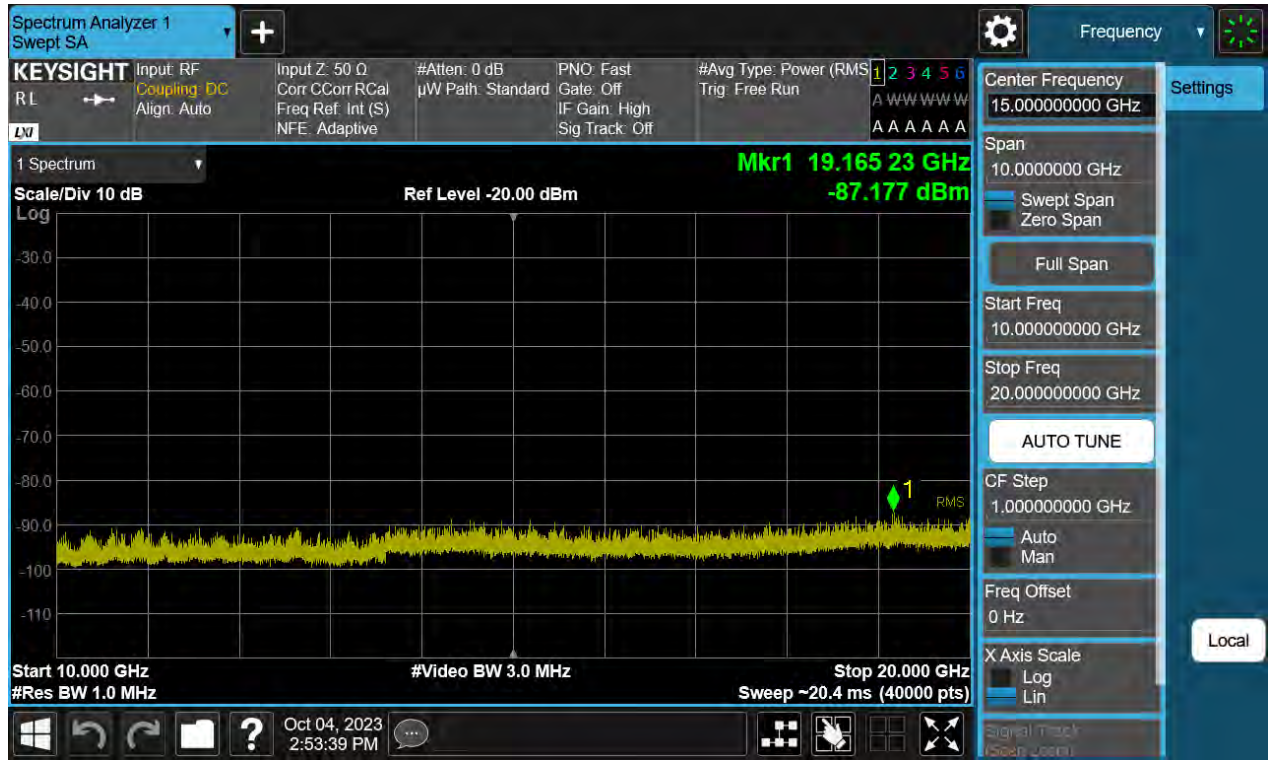 Spectrum Analyzer 1
Swept SA
+
Frequency
KEYSIGHT
RL
LXI
Input: RF
Coupling: DC
Align: Auto
Input Z: 50 Ω
Corr CCorr RCal
Freq Ref: Int (S)
NFE: Adaptive
#Atten: 0 dB
µW Path: Standard
PNO: Fast
Gate: Off
IF Gain: High
Sig Track: Off
#Avg Type: Power (RMS
Trig: Free Run
1 2 3 4 5 6
A W W W W W
A A A A A A
1 Spectrum
Scale/Div 10 dB
Ref Level -20.00 dBm
Mkr1 19.165 23 GHz
-87.177 dBm
Log
-30.0
-40.0
-50.0
-60.0
-70.0
-80.0
-90.0
-100
-110
1
RMS
Start 10.000 GHz
#Video BW 3.0 MHz
Stop 20.000 GHz
#Res BW 1.0 MHz
Sweep ~20.4 ms (40000 pts)
Center Frequency
15.000000000 GHz
Span
10.0000000 GHz
Swept Span
Zero Span
Full Span
Start Freq
10.000000000 GHz
Stop Freq
20.000000000 GHz
AUTO TUNE
CF Step
1.000000000 GHz
Auto
Man
Freq Offset
0 Hz
X Axis Scale
Log
Lin
Signal Track
(Span Zoom)
Settings
Local
?
Oct 04, 2023
2:53:39 PM